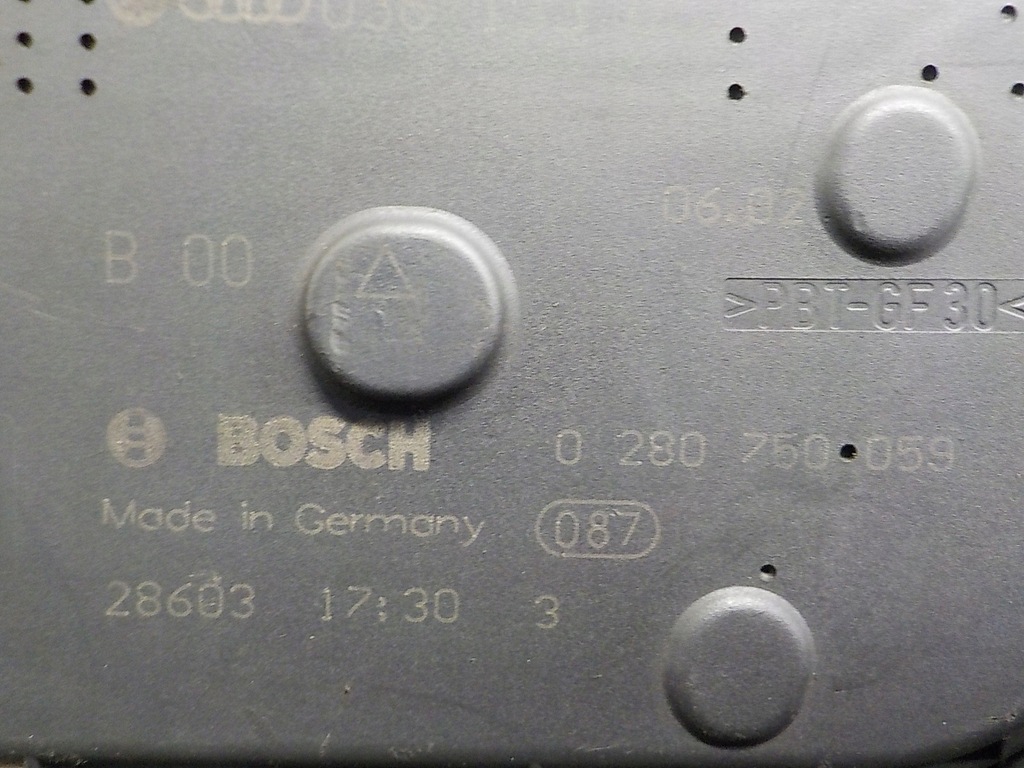 06.02
B 00
>PBT-GF30<
BOSCH 0 280 750 059
Made in Germany 087
28603 17:30 3